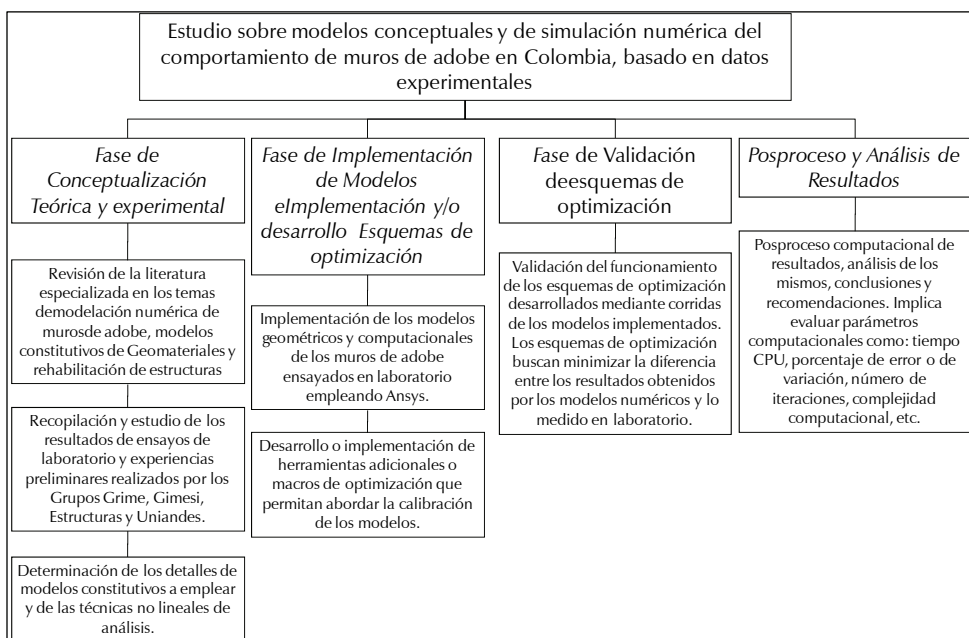 Estudio sobre modelos conceptuales y de simulación numérica del
comportamiento de muros de adobe en Colombia, basado en datos
experimentales
Fase de
Conceptualización
Teórica y experimental
Revisión de la literatura
especializada en los temas
demodelación numérica de
murosde adobe, modelos
constitutivos de Geomateriales y
rehabilitación de estructuras
Recopilación y estudio de los
resultados de ensayos de
laboratorio y experiencias
preliminares realizados por los
Grupos Grime, Gimesi,
Estructuras y Uniandes.
Determinación de los detalles de
modelos constitutivos a emplear
y de las técnicas no lineales de
análisis.
Fase de Implementación
de Modelos
eImplementación y/o
desarrollo Esquemas de
optimización
Implementación de los modelos
geométricos y computacionales
de los muros de adobe
ensayados en laboratorio
empleando Ansys.
Desarrollo o implementación de
herramientas adicionales o
macros de optimización que
permitan abordar la calibración
de los modelos.
Fase de Validación
deesquemas de
optimización
Validación del funcionamiento
de los esquemas de optimización
desarrollados mediante corridas
de los modelos implementados.
Los esquemas de optimización
buscan minimizar la diferencia
entre los resultados obtenidos
por los modelos numéricos y lo
medido en laboratorio.
Posproceso y Análisis de
Resultados
Posproceso computacional de
resultados, análisis de los
mismos, conclusiones y
recomendaciones. Implica
evaluar parámetros
computacionales como: tiempo
CPU, porcentaje de error o de
variación, número de
iteraciones, complejidad
computacional, etc.